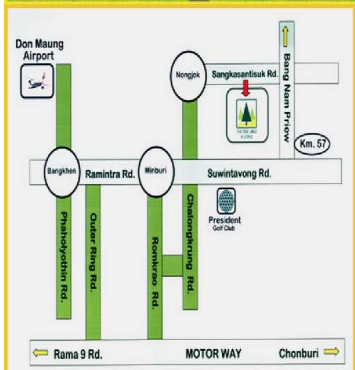 Don Maung
Airport
Nongjok
Sangkasantisuk Rd.
Bang Nam Priew
Km. 57
Bangkhen
Ramintra Rd.
Minburi
Suwintavong Rd.
President
Golf Club
Phaholyothin Rd.
Outer Ring Rd.
Romkrao Rd.
Chalongkrung Rd.
Rama 9 Rd.
MOTOR WAY
Chonburi